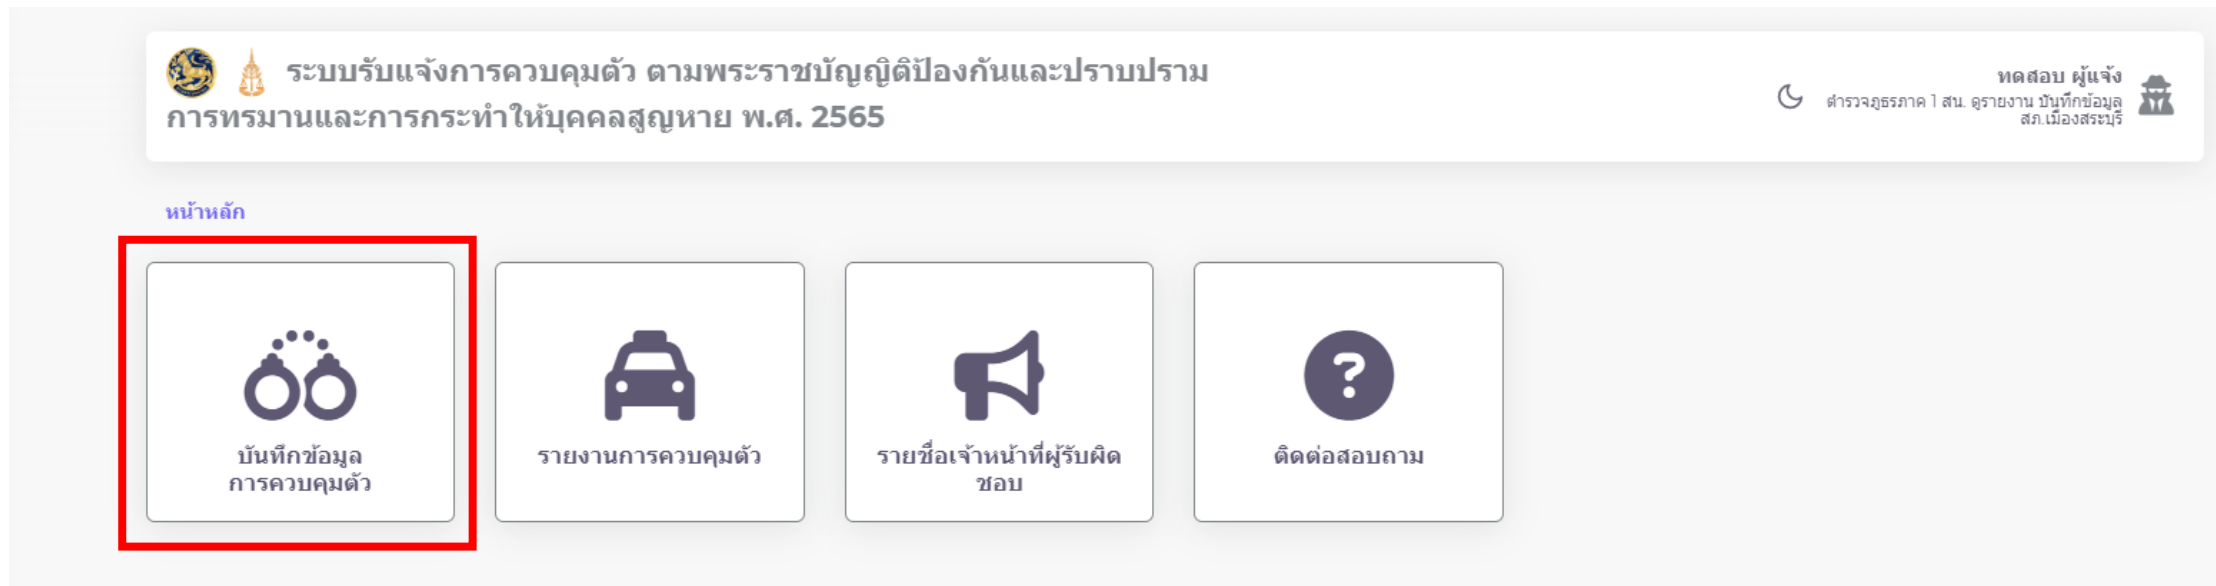 ระบบรับแจ้งการควบคุมตัว ตามพระราชบัญญัติป้องกันและปราบปราม
การทรมานและการกระทำให้บุคคลสูญหาย พ.ศ. 2565
ทดสอบ ผู้แจ้ง
ตำรวจภูธรภาค 1 สน. ดูรายงาน บันทึกข้อมูล
สภ.เมืองสระบุรี
หน้าหลัก
บันทึกข้อมูล
การควบคุมตัว
รายงานการควบคุมตัว
รายชื่อเจ้าหน้าที่ผู้รับผิด
ชอบ
ติดต่อสอบถาม